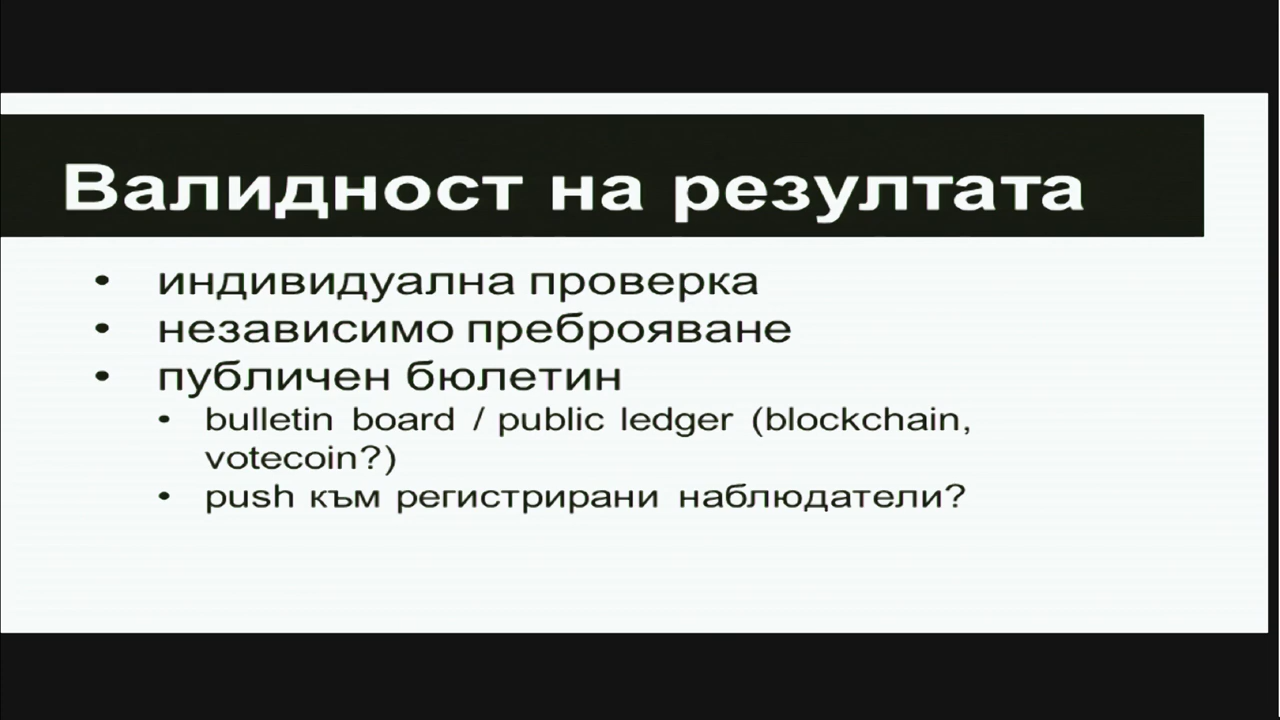 Валидност на резултата
• индивидуална проверка
• независимо преброяване
• публичен бюлетин
• bulletin board / public ledger (blockchain,
votecoin?)
• push към регистрирани наблюдатели?